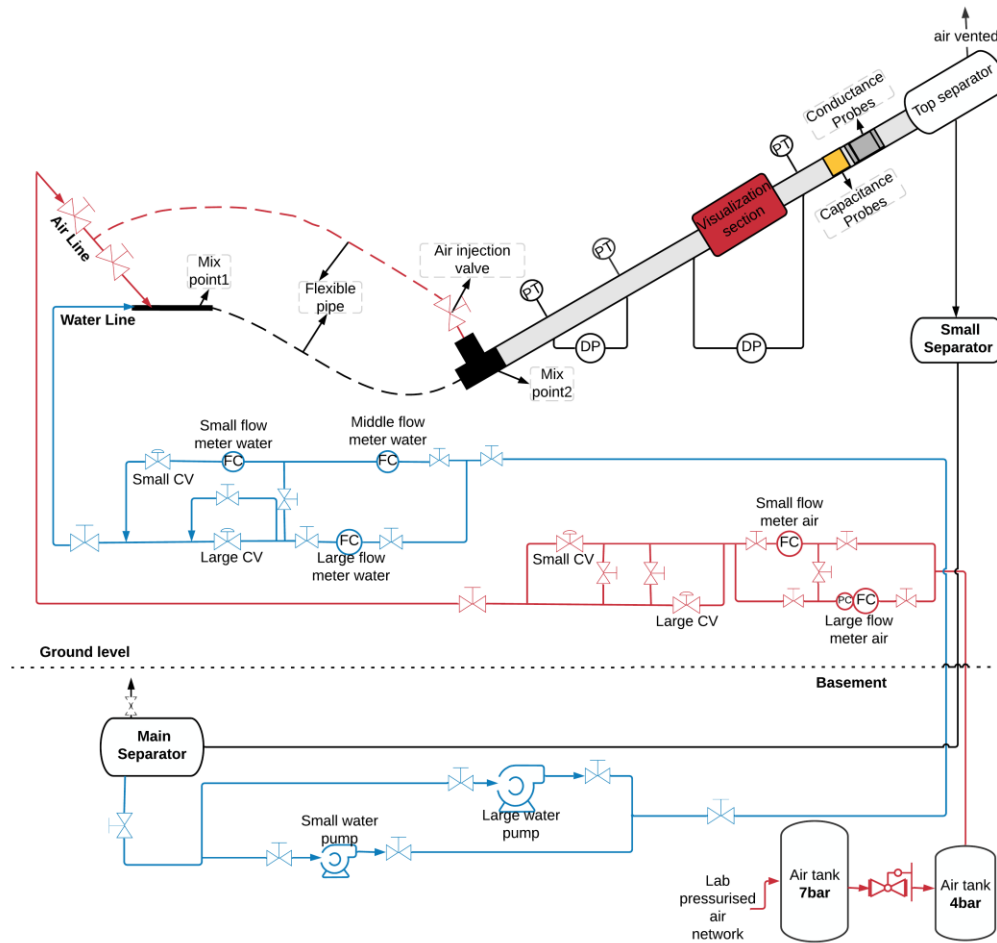 air vented
Top separator
Conductance
Probes
PT
Capacitance
Probes
Visualization
section
Air Line
Mix
point1
Air injection
valve
PT
Water Line
Flexible
pipe
PT
DP
DP
Small
Separator
Mix
point2
Small flow
meter water
Middle flow
meter water
FC
FC
Small CV
Large CV
FC
Large flow
meter water
Small flow
meter air
FC
Small CV
PC
FC
Large CV
Large flow
meter air
Ground level
Basement
Main
Separator
Large water
pump
Small water
pump
Lab
pressurised
air
network
Air tank
7bar
Air tank
4bar